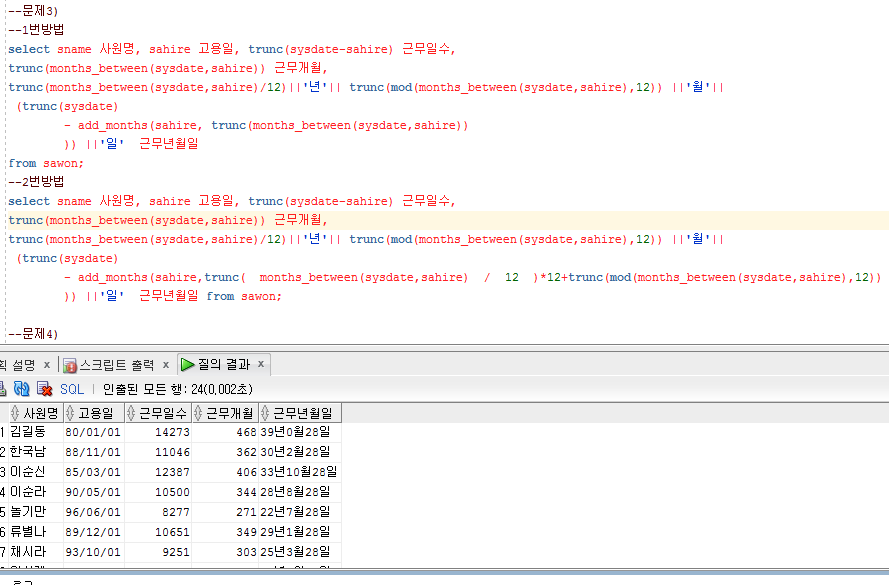 --문제3)
--1번방법
select sname 사원명, sahire 고용일, trunc(sysdate-sahire) 근무일수,
trunc(months_between(sysdate,sahire)) 근무개월,
trunc(months_between(sysdate,sahire)/12)||'년'|| trunc(mod(months_between(sysdate,sahire),12)) ||'월'||
(trunc(sysdate)
- add_months(sahire, trunc(months_between(sysdate,sahire))
)) ||'일' 근무년월일
from sawon;
--2번방법
select sname 사원명, sahire 고용일, trunc(sysdate-sahire) 근무일수,
trunc(months_between(sysdate,sahire)) 근무개월,
trunc(months_between(sysdate,sahire)/12)||'년'|| trunc(mod(months_between(sysdate,sahire),12)) ||'월'||
(trunc(sysdate)
- add_months(sahire,trunc( months_between(sysdate,sahire) / 12 )*12+trunc(mod(months_between(sysdate,sahire),12))
)) ||'일' 근무년월일 from sawon;
--문제4)
획 설명 x 스크립트 출력 x 질의 결과 x
SQL | 인출된 모든 행: 24(0,002초)
사원명 고용일 근무일수 근무개월 근무년월일
1 김길동 80/01/01 14273 468 39년0월28일
2 한국남 88/11/01 11046 362 30년2월28일
3 이순신 85/03/01 12387 406 33년10월28일
4 이순라 90/05/01 10500 344 28년8월28일
5 놀기만 96/06/01 8277 271 22년7월28일
6 류별나 89/12/01 10651 349 29년1월28일
7 채시라 93/10/01 9251 303 25년3월28일